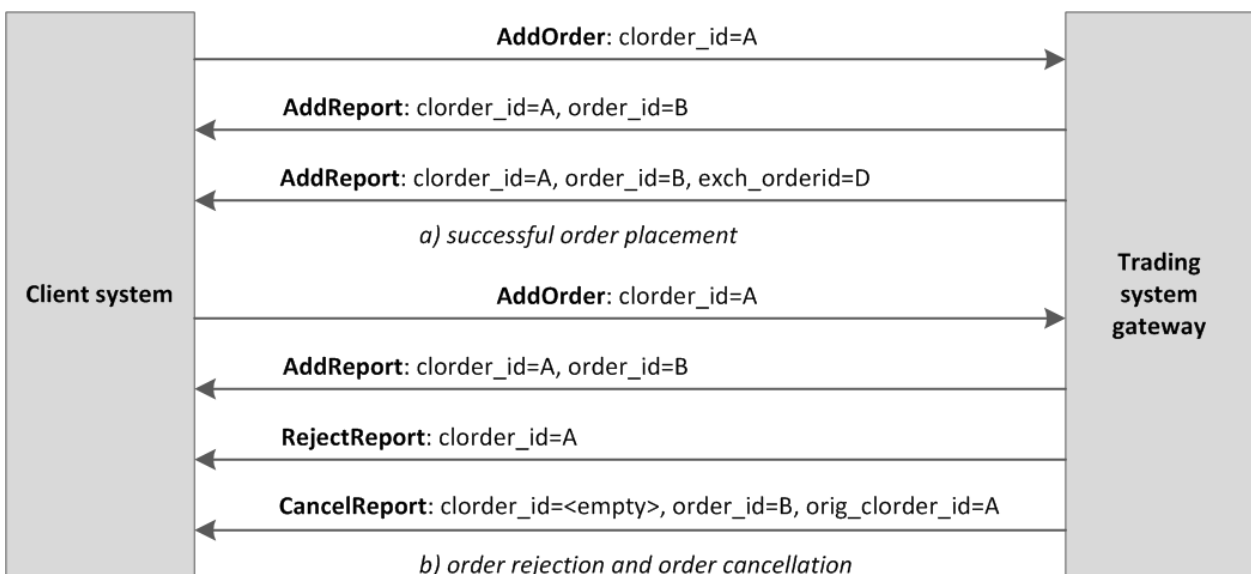 AddOrder: clorder_id=A
AddReport: clorder_id=A, order_id=B
AddReport: clorder_id=A, order_id=B, exch_orderid=D
a) successful order placement
Client system
Trading
system
gateway
AddOrder: clorder_id=A
AddReport: clorder_id=A, order_id=B
RejectReport: clorder_id=A
CancelReport: clorder_id=<empty>, order_id=B, orig_clorder_id=A
b) order rejection and order cancellation